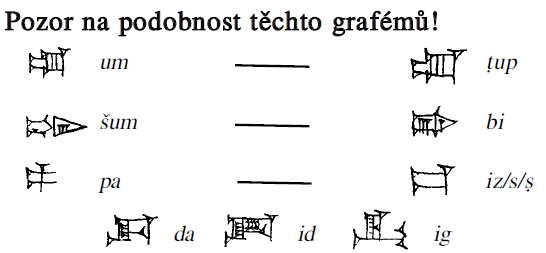 Pozor na podobnost těchto grafémů!
𒌝 um — 𒁾 ṭup
𒋳 šum — 𒁉 bi
𒉺 pa — 𒄑 iz/s/ṣ
𒁕 da 𒀉 id 𒅅 ig